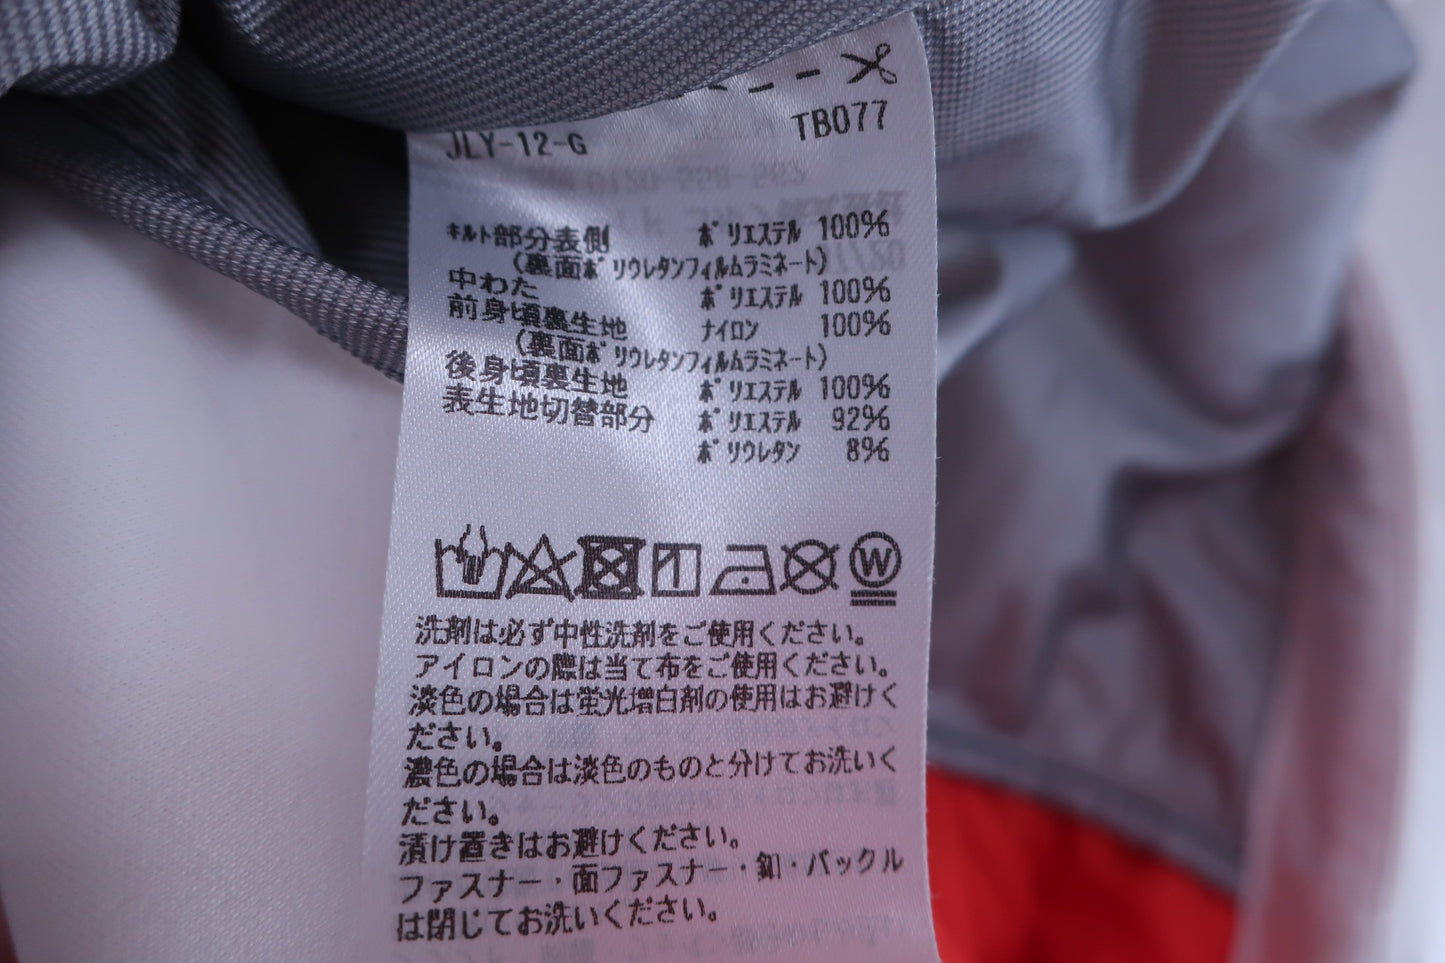 TB077
JLY-12-G
キルト部分表側 ポリエステル 100%
(裏面ポリウレタンフィルムラミネート)
中わた ポリエステル 100%
前身頃裏生地 ナイロン 100%
(裏面ポリウレタンフィルムラミネート)
後身頃裏生地 ポリエステル 100%
表生地切替部分 ポリエステル 92%
ポリウレタン 8%
W
洗剤は必ず中性洗剤をご使用ください。
アイロンの際は当て布をご使用ください。
淡色の場合は蛍光増白剤の使用はお避けく
ださい。
濃色の場合は淡色のものと分けてお洗いく
ださい。
漬け置きはお避けください。
ファスナー・面ファスナー・釦・バックル
は閉じてお洗いください。